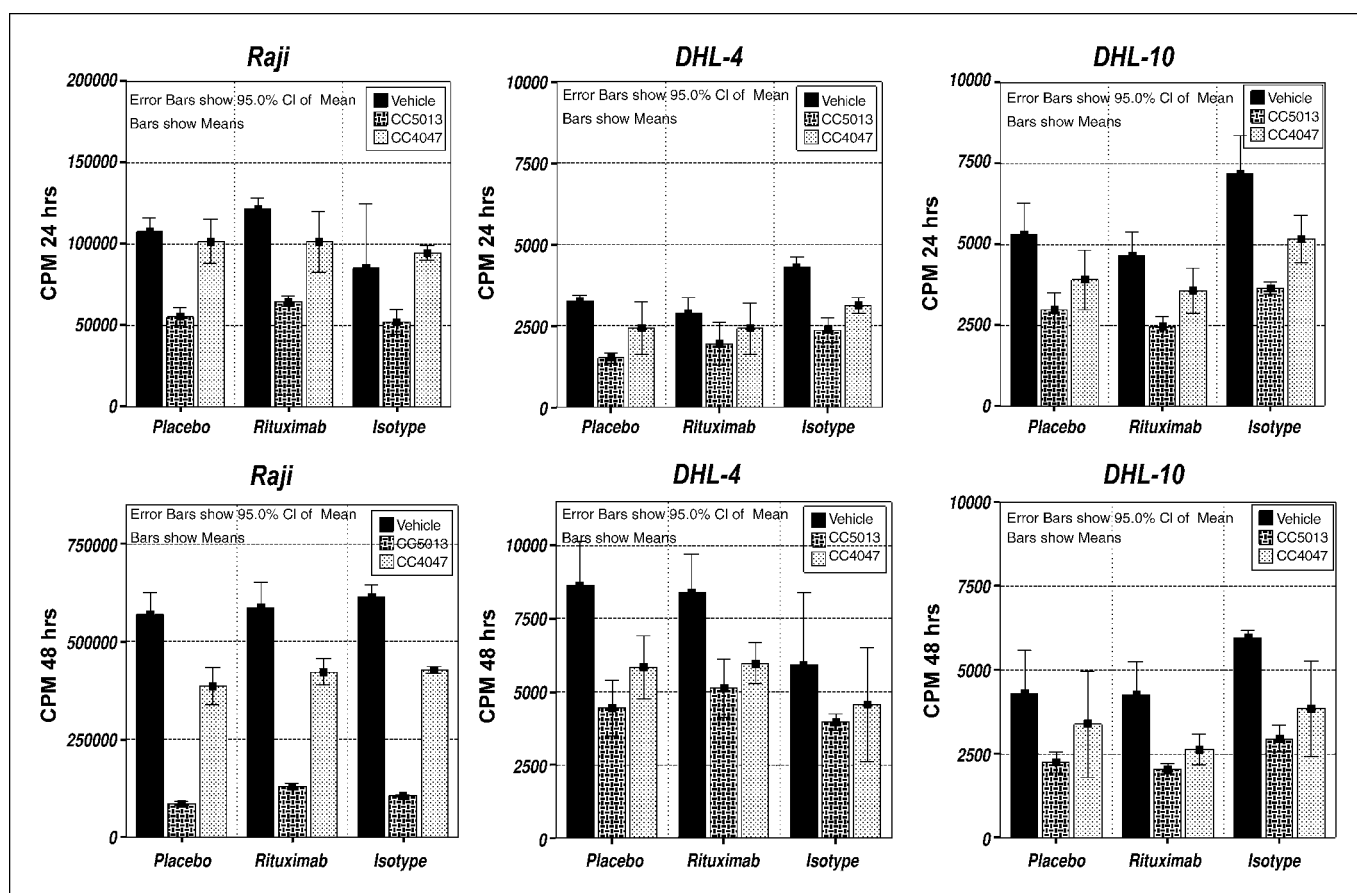 Raji
CPM 24 hrs
200000
150000
100000
50000
0
Error Bars show 95.0% CI of Mean
Bars show Means
Vehicle
CC5013
CC4047
Placebo
Rituximab
Isotype
DHL-4
CPM 24 hrs
10000
7500
5000
2500
0
Error Bars show 95.0% CI of Mean
Bars show Means
Vehicle
CC5013
CC4047
Placebo
Rituximab
Isotype
DHL-10
CPM 24 hrs
10000
7500
5000
2500
0
Error Bars show 95.0% CI of Mean
Bars show Means
Vehicle
CC5013
CC4047
Placebo
Rituximab
Isotype
Raji
CPM 48 hrs
750000
500000
250000
0
Error Bars show 95.0% CI of Mean
Bars show Means
Vehicle
CC5013
CC4047
Placebo
Rituximab
Isotype
DHL-4
CPM 48 hrs
10000
7500
5000
2500
0
Error Bars show 95.0% CI of Mean
Bars show Means
Vehicle
CC5013
CC4047
Placebo
Rituximab
Isotype
DHL-10
CPM 48 hrs
10000
7500
5000
2500
0
Error Bars show 95.0% CI of Mean
Bars show Means
Vehicle
CC5013
CC4047
Placebo
Rituximab
Isotype